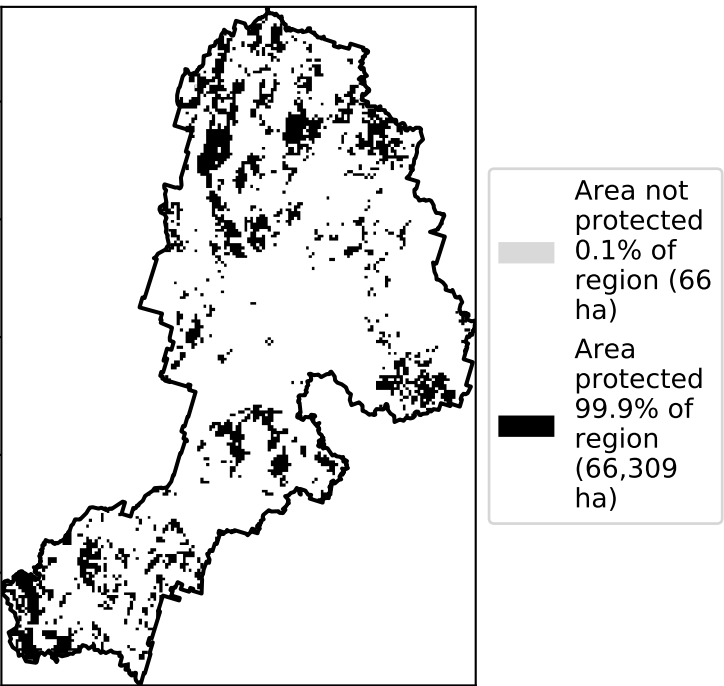 Area not
protected
0.1% of
region (66
ha)
Area
protected
99.9% of
region
(66,309
ha)